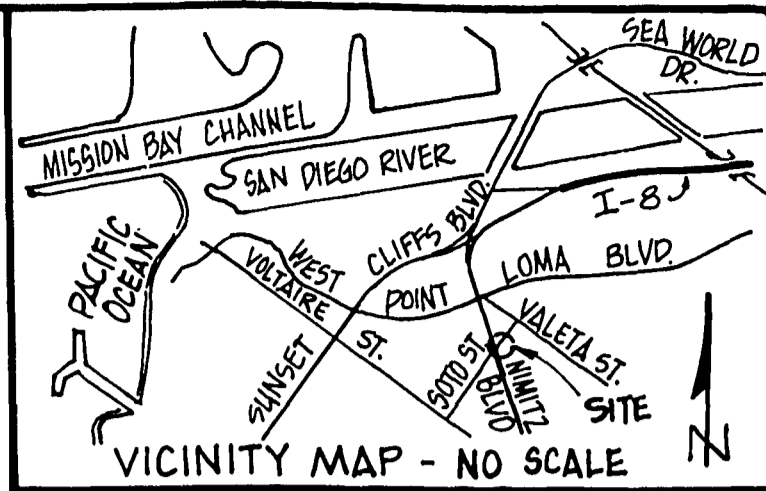 SEA WORLD
DR.
MISSION BAY CHANNEL
SAN DIEGO RIVER
I-8
PACIFIC
OCEAN
WEST
POINT
LOMA BLVD.
VOLTAIRE
ST.
SUNSET
CLIFFS BLVD.
VALETA ST.
SOTO ST.
NIMITZ
BLVD
SITE
N
VICINITY MAP - NO SCALE